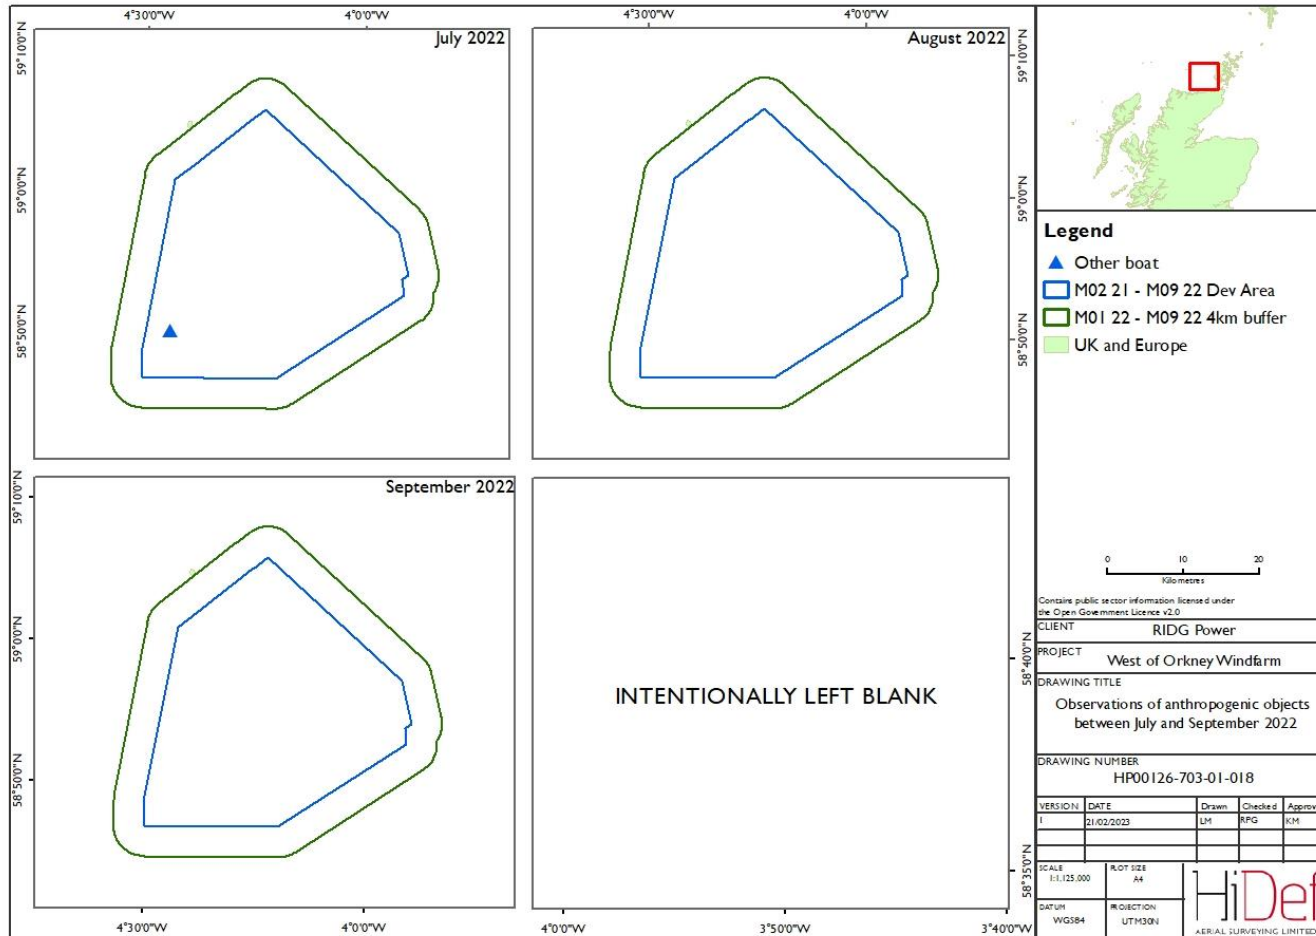 4°30'0"W 4°0'0"W 4°30'0"W 4°0'0"W
July 2022
August 2022
59°10'0"N
59°0'0"N
58°50'0"N
59°10'0"N
59°0'0"N
58°50'0"N
September 2022
INTENTIONALLY LEFT BLANK
59°10'0"N
59°0'0"N
58°50'0"N
58°40'0"N
58°35'0"N
4°30'0"W 4°0'0"W 4°0'0"W 3°50'0"W 3°40'0"W
Legend
Other boat
M02 21 - M09 22 Dev Area
M01 22 - M09 22 4km buffer
UK and Europe
0 10 20
Kilometres
Contains public sector information licensed under
the Open Government Licence v2.0
CLIENT
RIDG Power
PROJECT
West of Orkney Windfarm
DRAWING TITLE
Observations of anthropogenic objects
between July and September 2022
DRAWING NUMBER
HP00126-703-01-018
VERSION DATE Drawn Checked Approv
1 21/02/2023 LM RPG KM
SCALE
1:1,125,000
PLOT SIZE
A4
DATUM
WGS84
PROJECTION
UTM30N
HiDef
AERIAL SURVEYING LIMITED